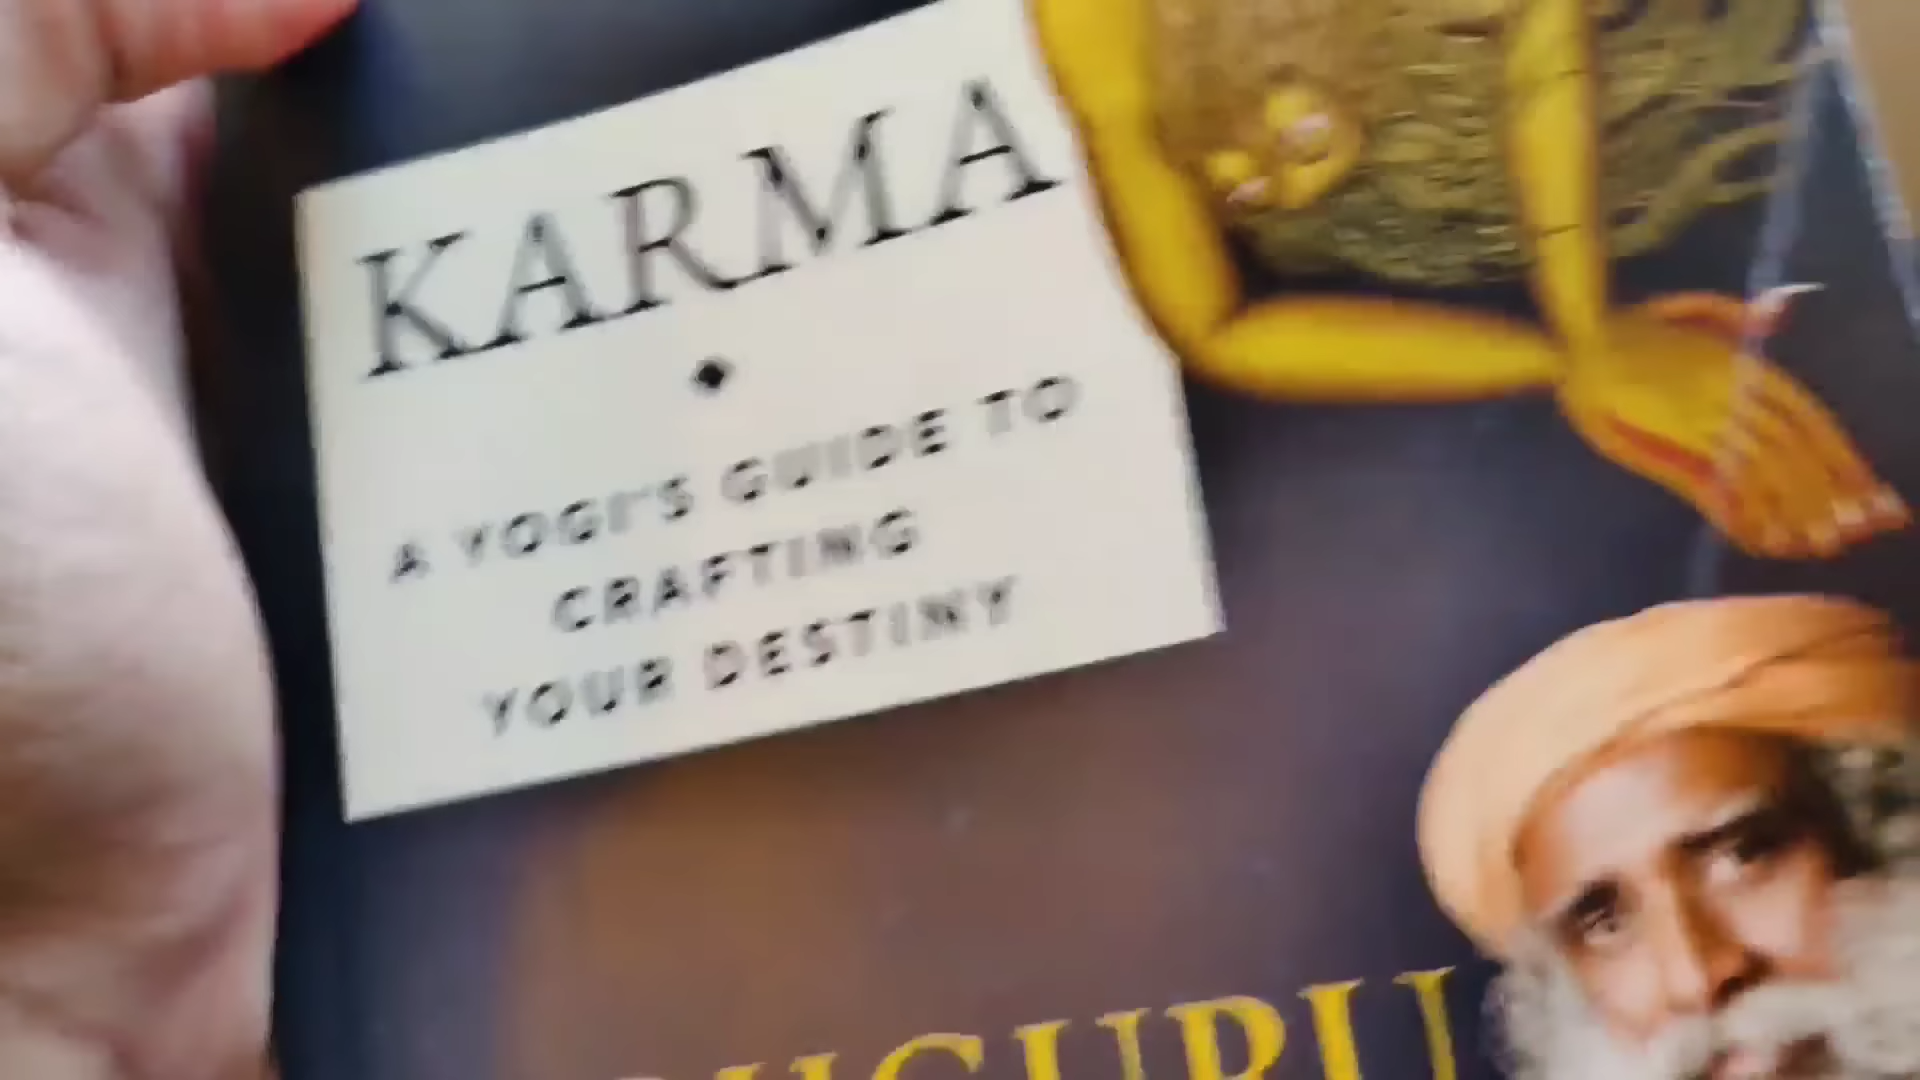 KARMA
A YOGI'S GUIDE TO
CRAFTING
YOUR DESTINY